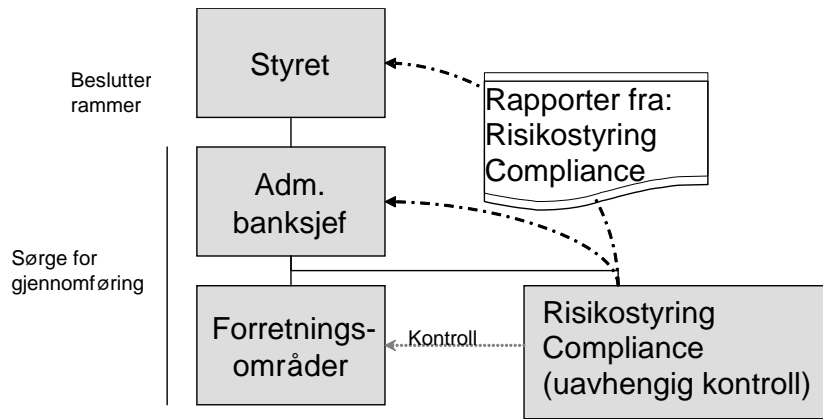 Styret
Beslutter
rammer
Rapporter fra:
Risikostyring
Compliance
Adm.
banksjef
Sørge for
gjennomføring
Forretnings-
områder
Kontroll
Risikostyring
Compliance
(uavhengig kontroll)